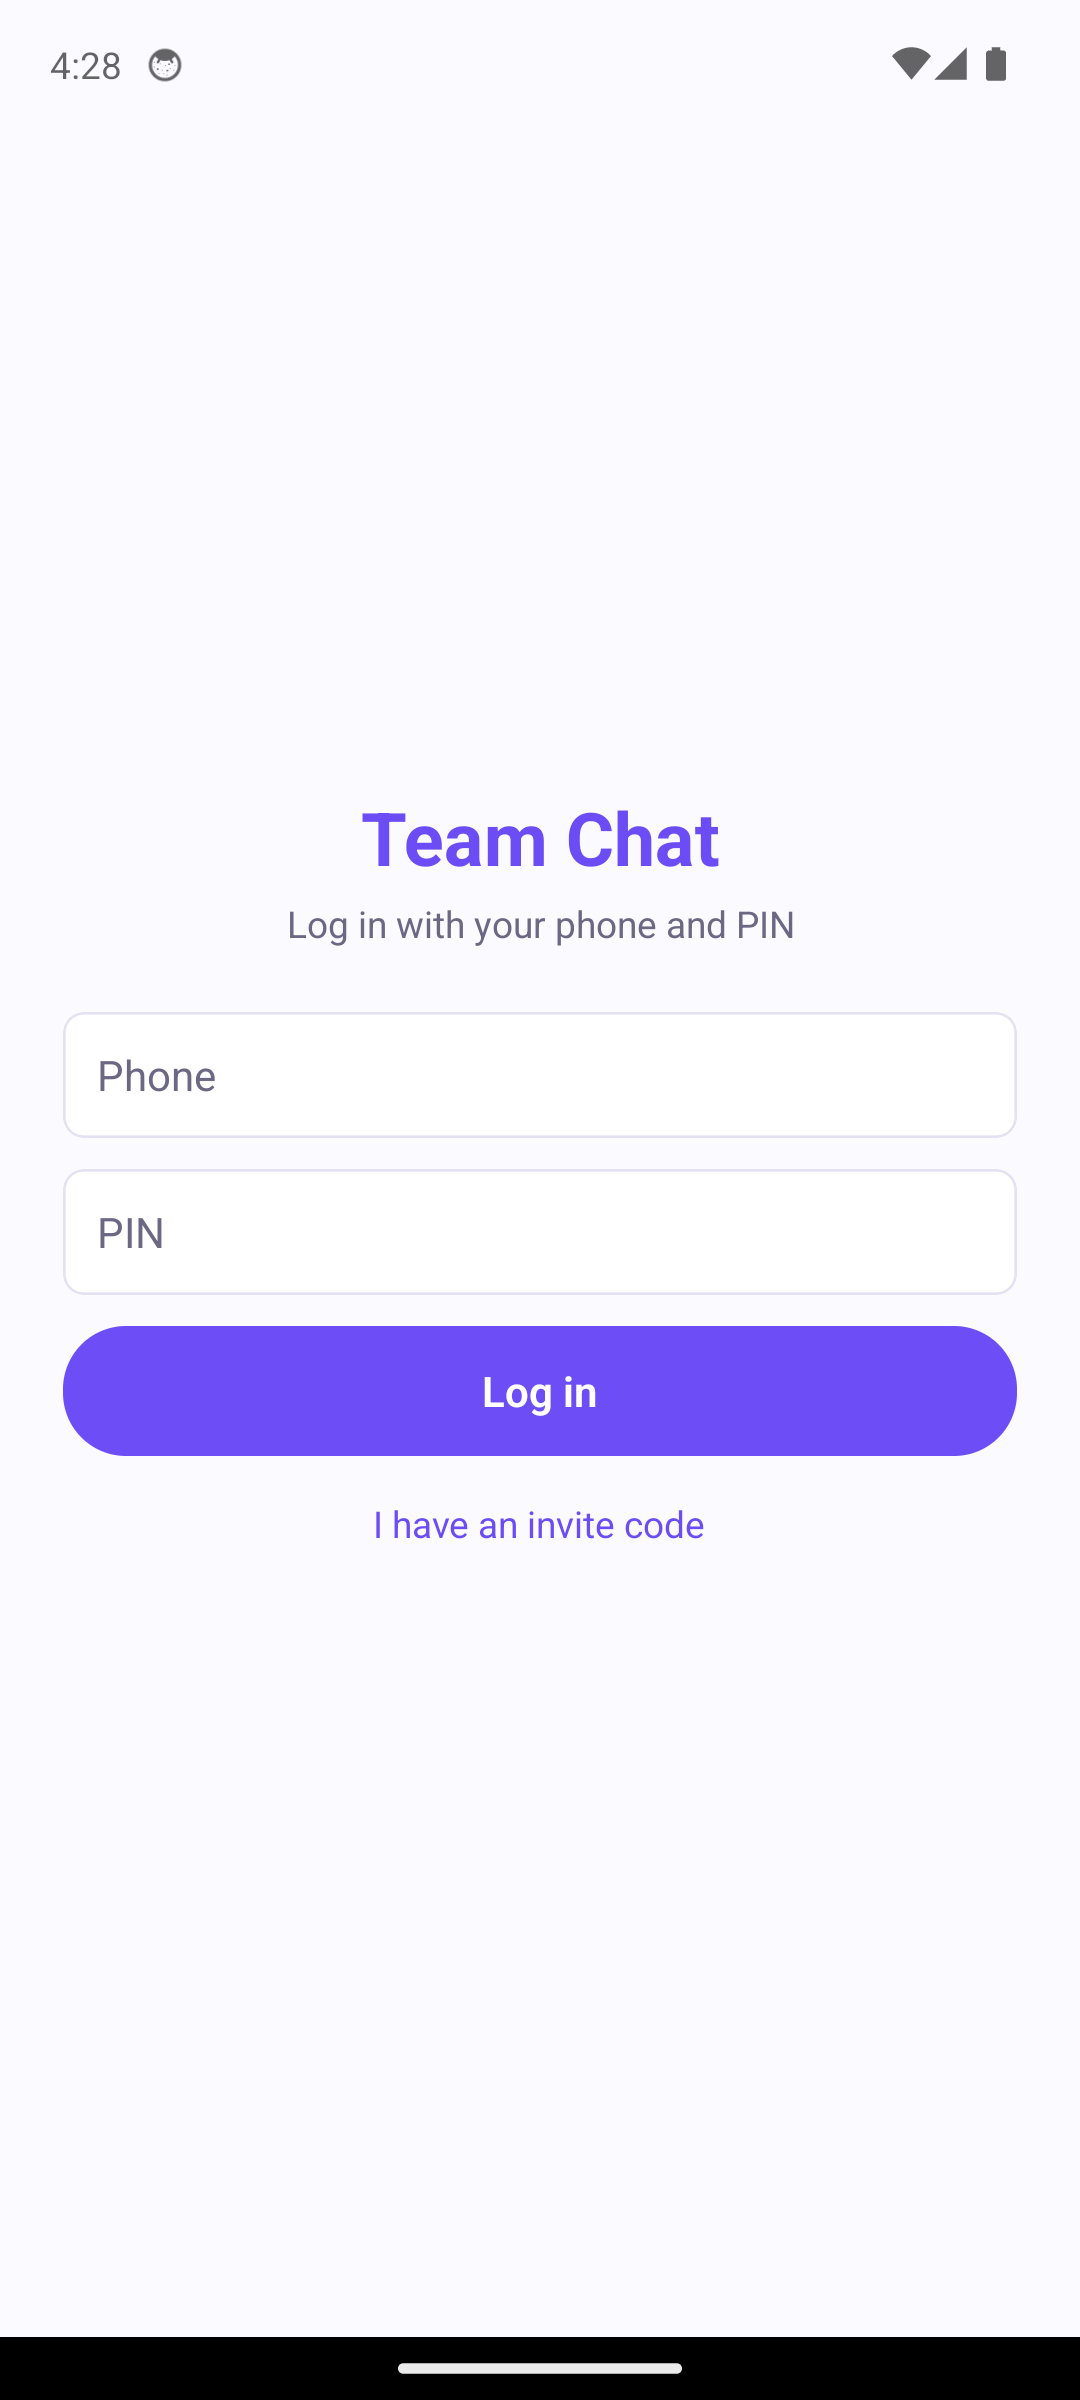 4:28
Team Chat
Log in with your phone and PIN
Phone
PIN
Log in
I have an invite code